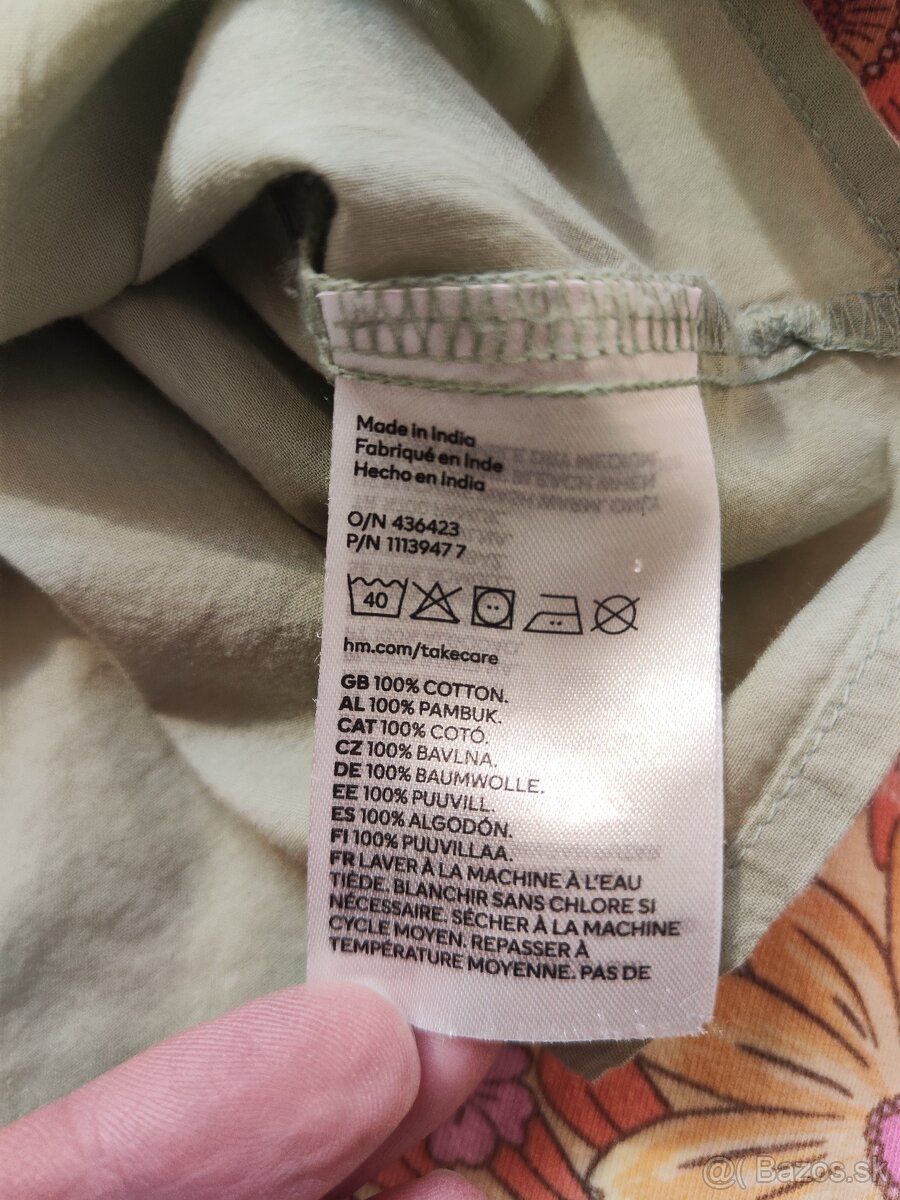 Made in India
Fabriqué en Inde
Hecho en India
O/N 436423
P/N 1113947 7
40
hm.com/takecare
GB 100% COTTON.
AL 100% PAMBUK.
CAT 100% COTÓ.
CZ 100% BAVLNA.
DE 100% BAUMWOLLE.
EE 100% PUUVILL.
ES 100% ALGODÓN.
FI 100% PUUVILLAA.
FR LAVER À LA MACHINE À L'EAU
TIÈDE. BLANCHIR SANS CHLORE SI
NÉCESSAIRE. SÉCHER À LA MACHINE
CYCLE MOYEN. REPASSER À
TEMPÉRATURE MOYENNE. PAS DE
@( Bazos.sk